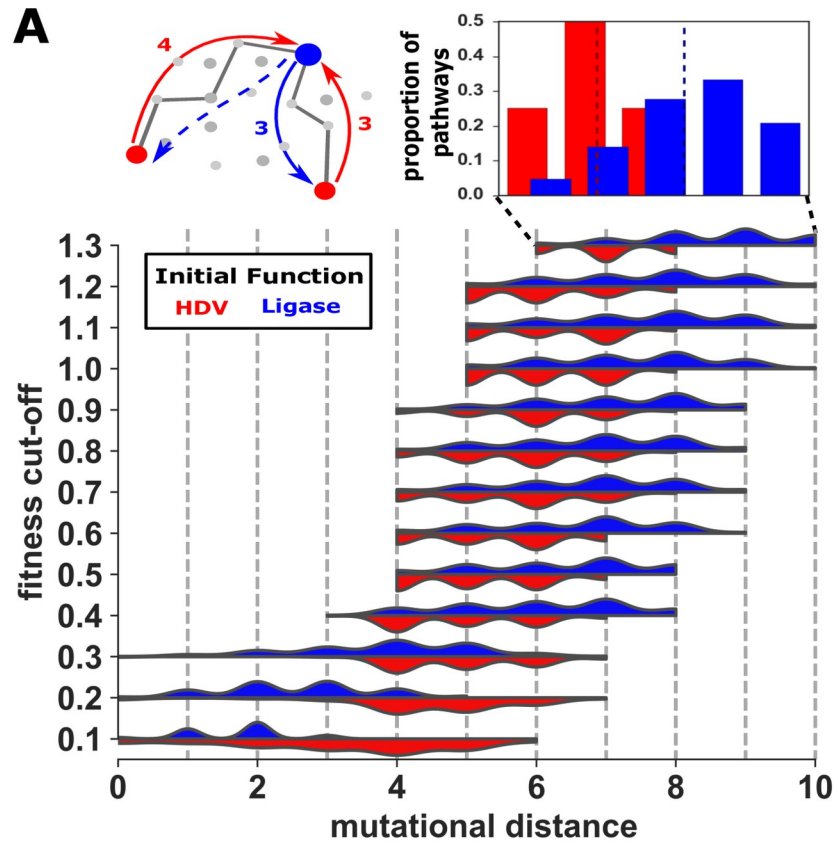 A
4
3
3
proportion of
pathways
0.5
0.4
0.3
0.2
0.1
0.0
Initial Function
HDV Ligase
fitness cut-off
1.3
1.2
1.1
1.0
0.9
0.8
0.7
0.6
0.5
0.4
0.3
0.2
0.1
0 2 4 6 8 10
mutational distance